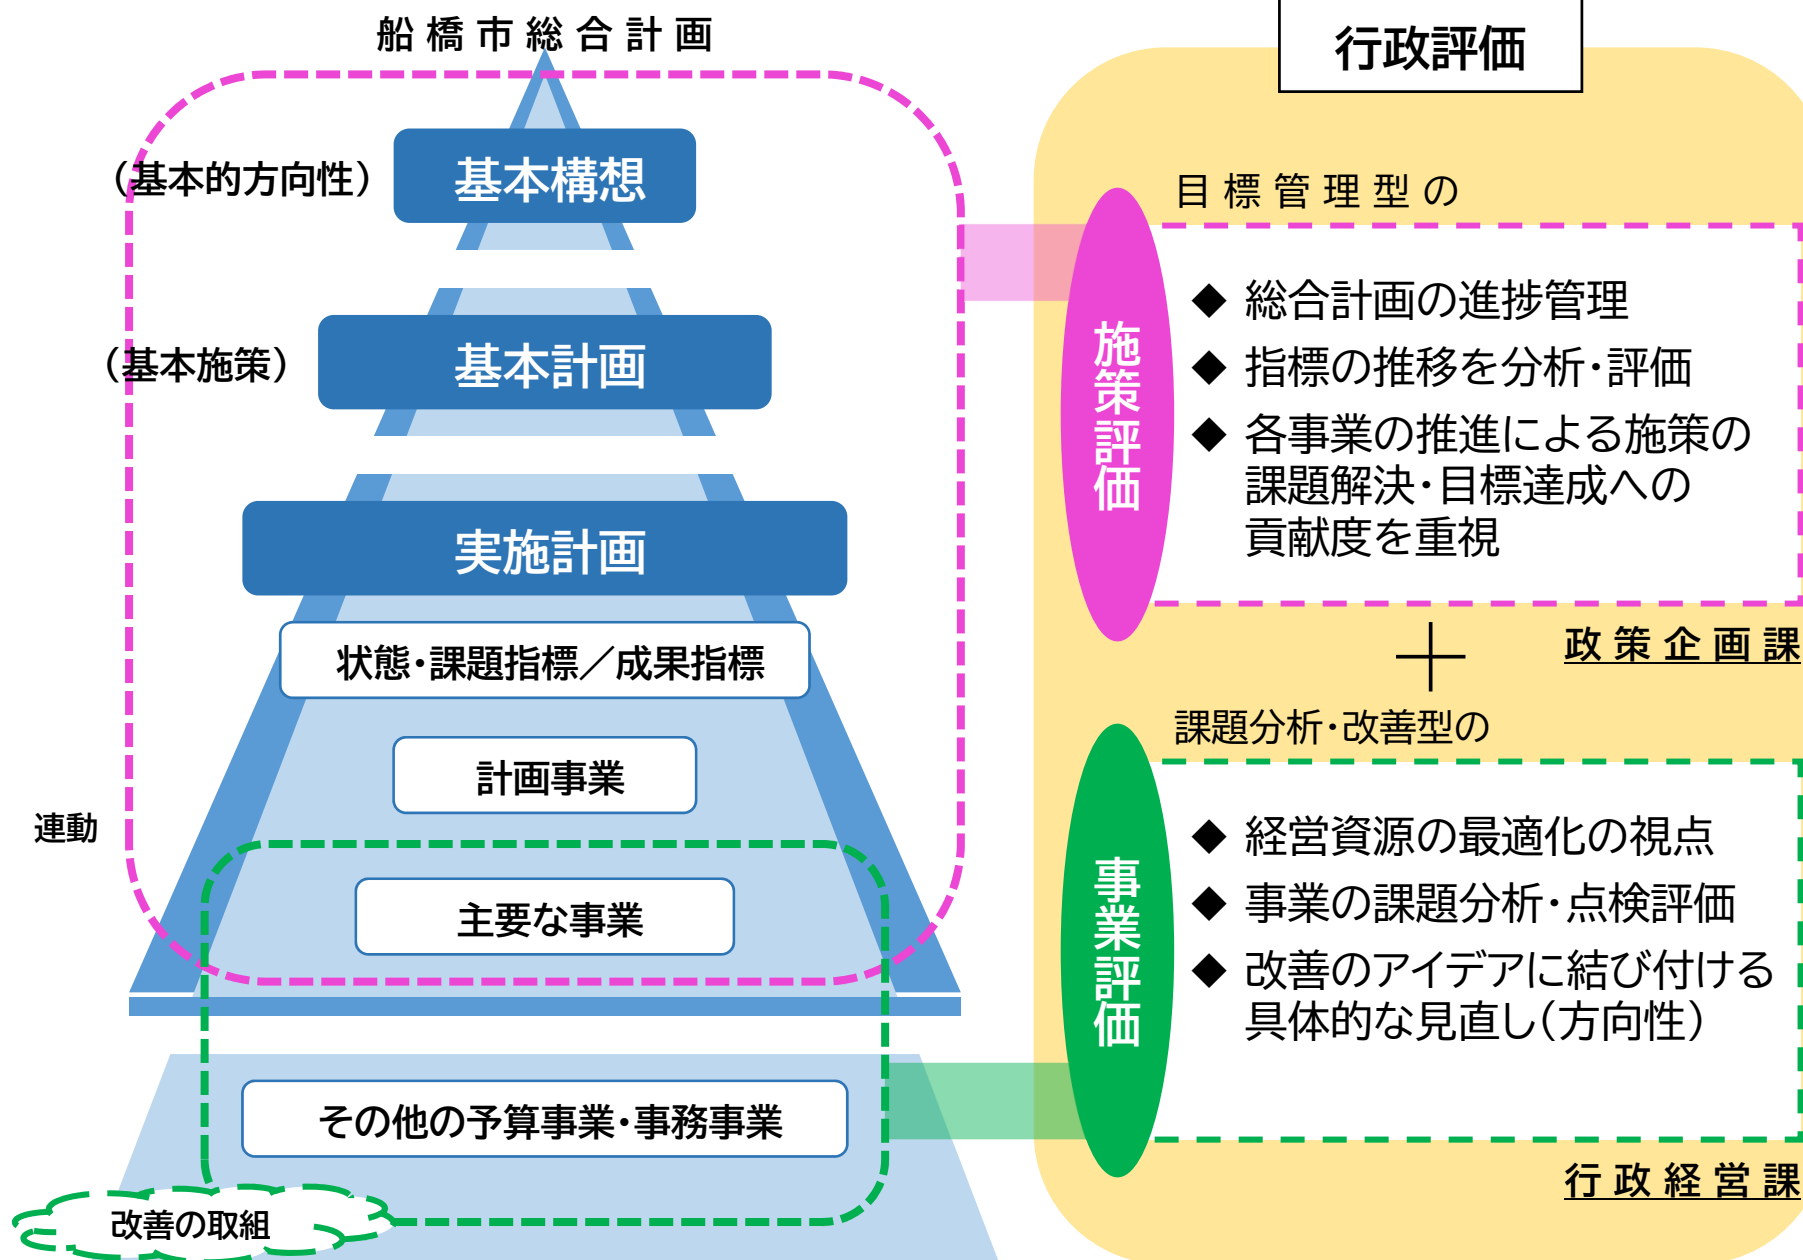 船橋市総合計画
（基本的方向性）
基本構想
（基本施策）
基本計画
実施計画
状態・課題指標／成果指標
計画事業
連動
主要な事業
その他の予算事業・事務事業
改善の取組
行政評価
目標管理型の
施策評価
◆ 総合計画の進捗管理
◆ 指標の推移を分析・評価
◆ 各事業の推進による施策の
課題解決・目標達成への
貢献度を重視
政策企画課
＋
課題分析・改善型の
事業評価
◆ 経営資源の最適化の視点
◆ 事業の課題分析・点検評価
◆ 改善のアイデアに結び付ける
具体的な見直し（方向性）
行政経営課